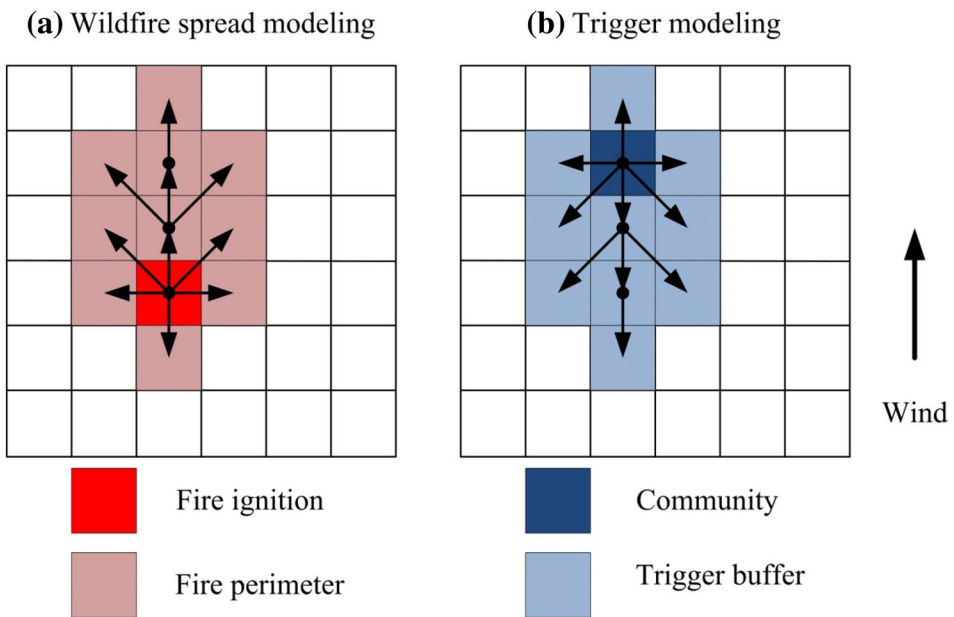 (a) Wildfire spread modeling
(b) Trigger modeling
Wind
Fire ignition
Fire perimeter
Community
Trigger buffer